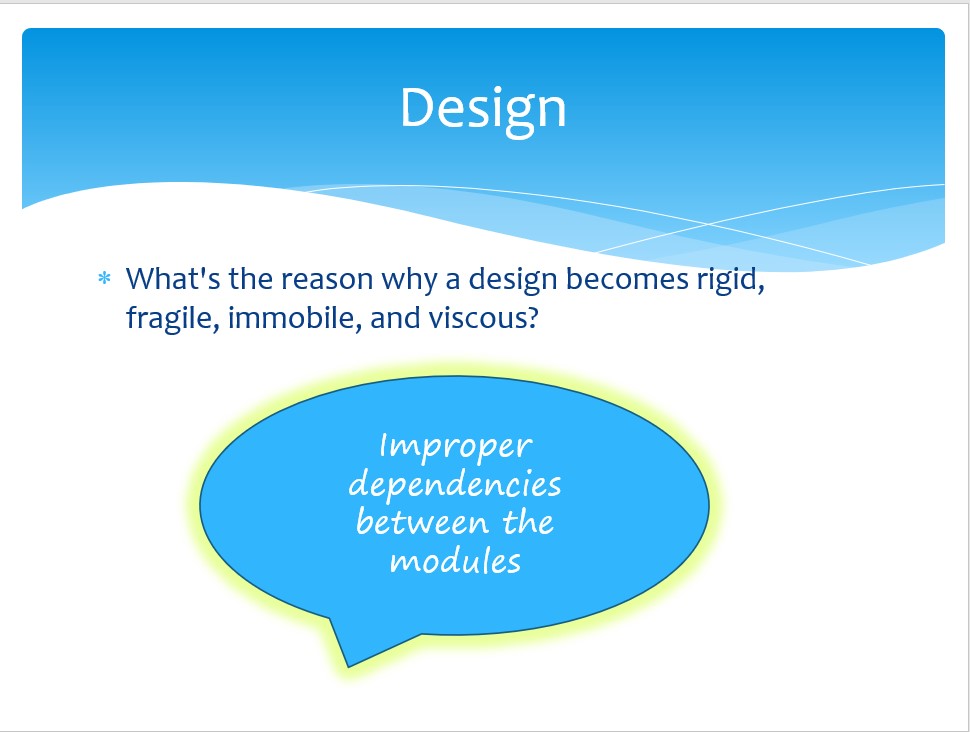 Design
What's the reason why a design becomes rigid,
fragile, immobile, and viscous?
Improper
dependencies
between the
modules